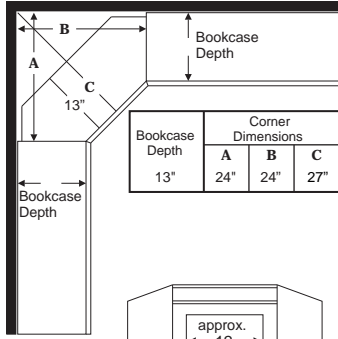 B
Bookcase
Depth
A
C
13"
Bookcase
Depth
Corner
Dimensions
A B C
13" 24" 24" 27"
Bookcase
Depth
approx.